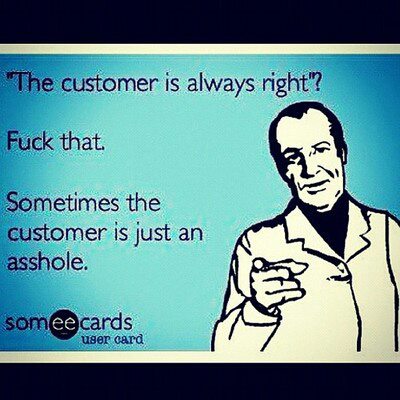 "The customer is always right"?
Fuck that.
Sometimes the
customer is just an
asshole.
someecards
user card